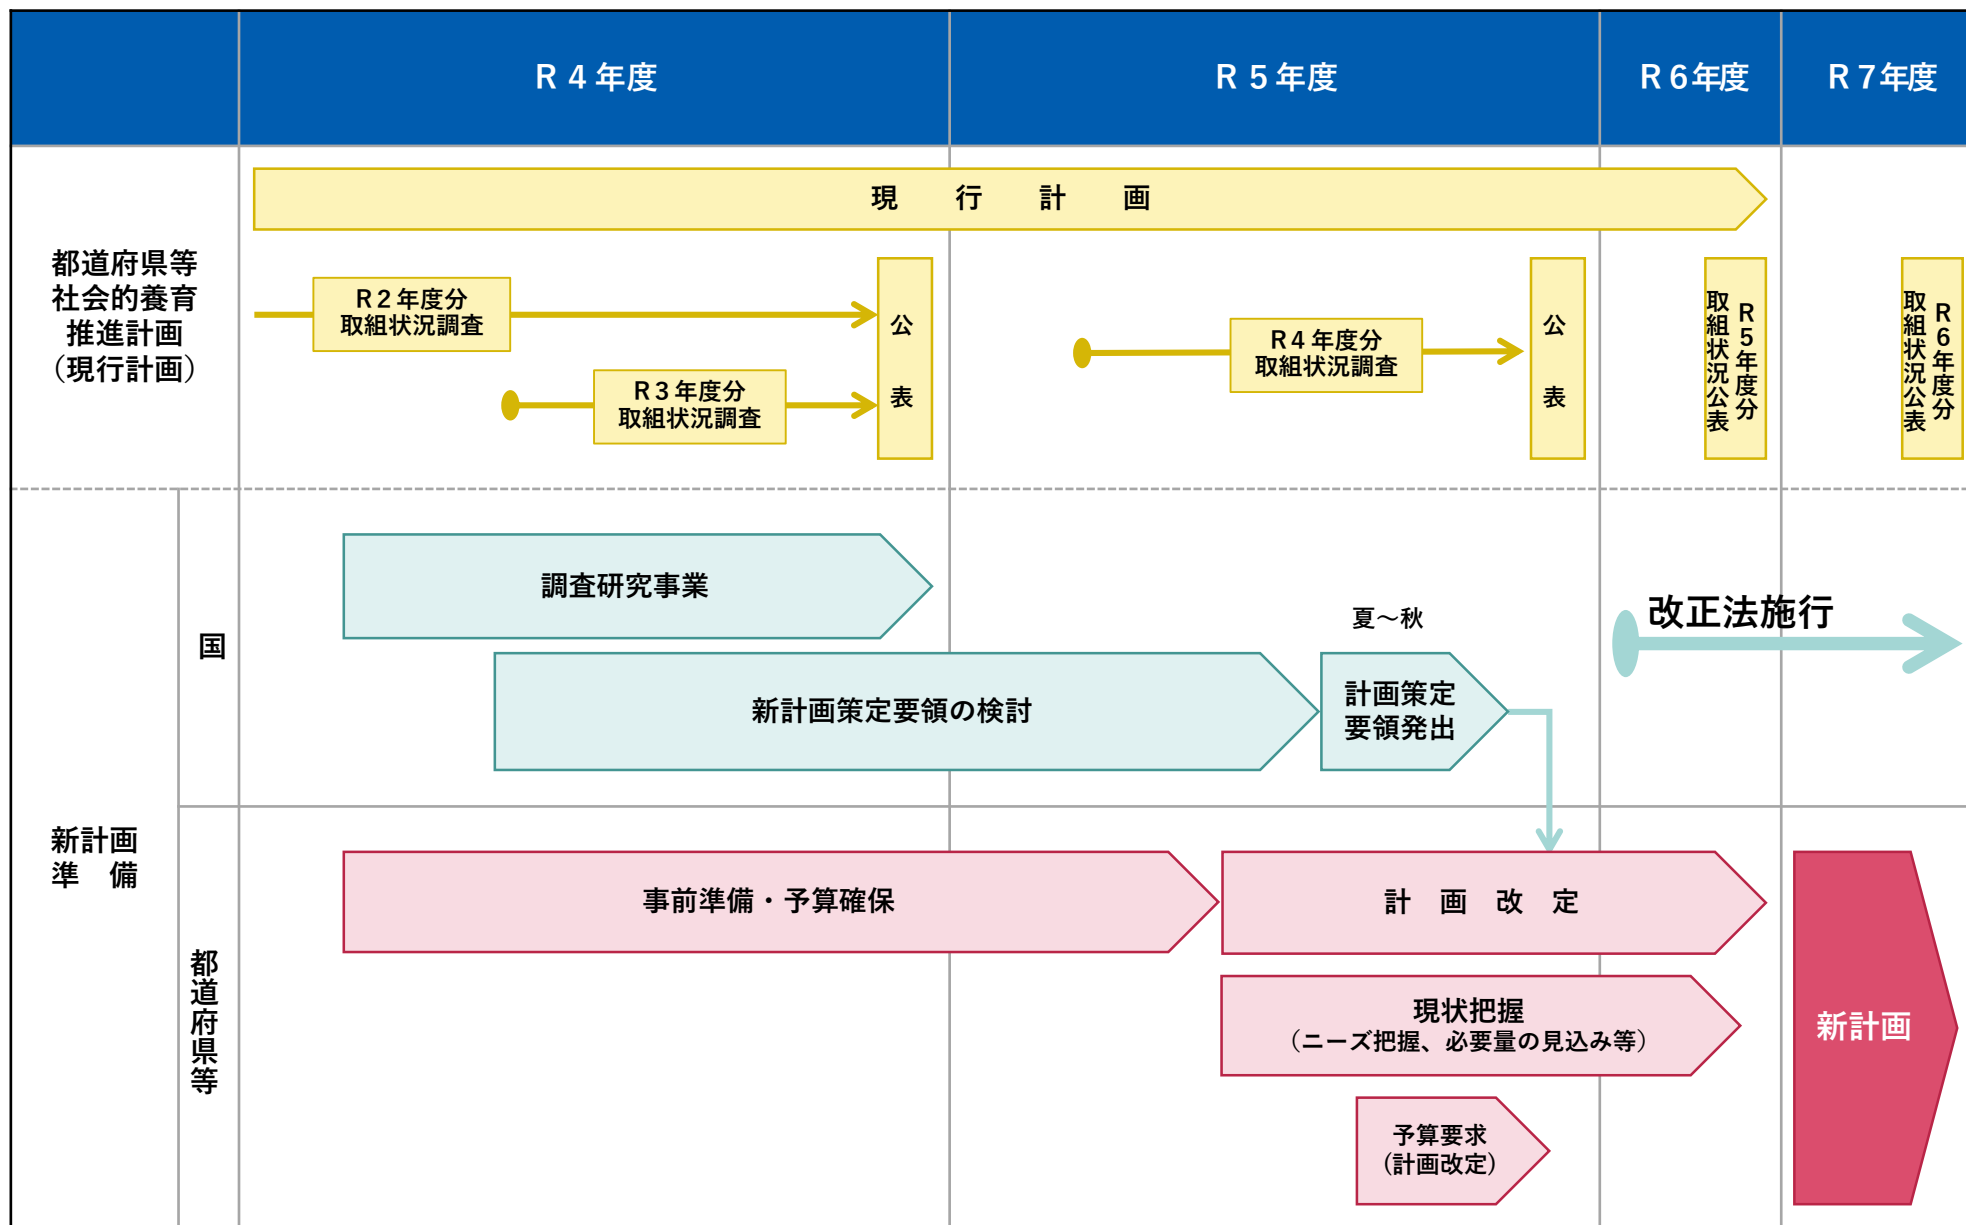 R４年度
R５年度
R６年度
R７年度
都道府県等
社会的養育
推進計画
（現行計画）
現行計画
R２年度分
取組状況調査
R３年度分
取組状況調査
公表
R４年度分
取組状況調査
公表
R５年度分
取組状況公表
R６年度分
取組状況公表
新計画
準備
国
調査研究事業
新計画策定要領の検討
夏～秋
計画策定
要領発出
改正法施行
都道府県等
事前準備・予算確保
計画改定
現状把握
（ニーズ把握、必要量の見込み等）
予算要求
（計画改定）
新計画